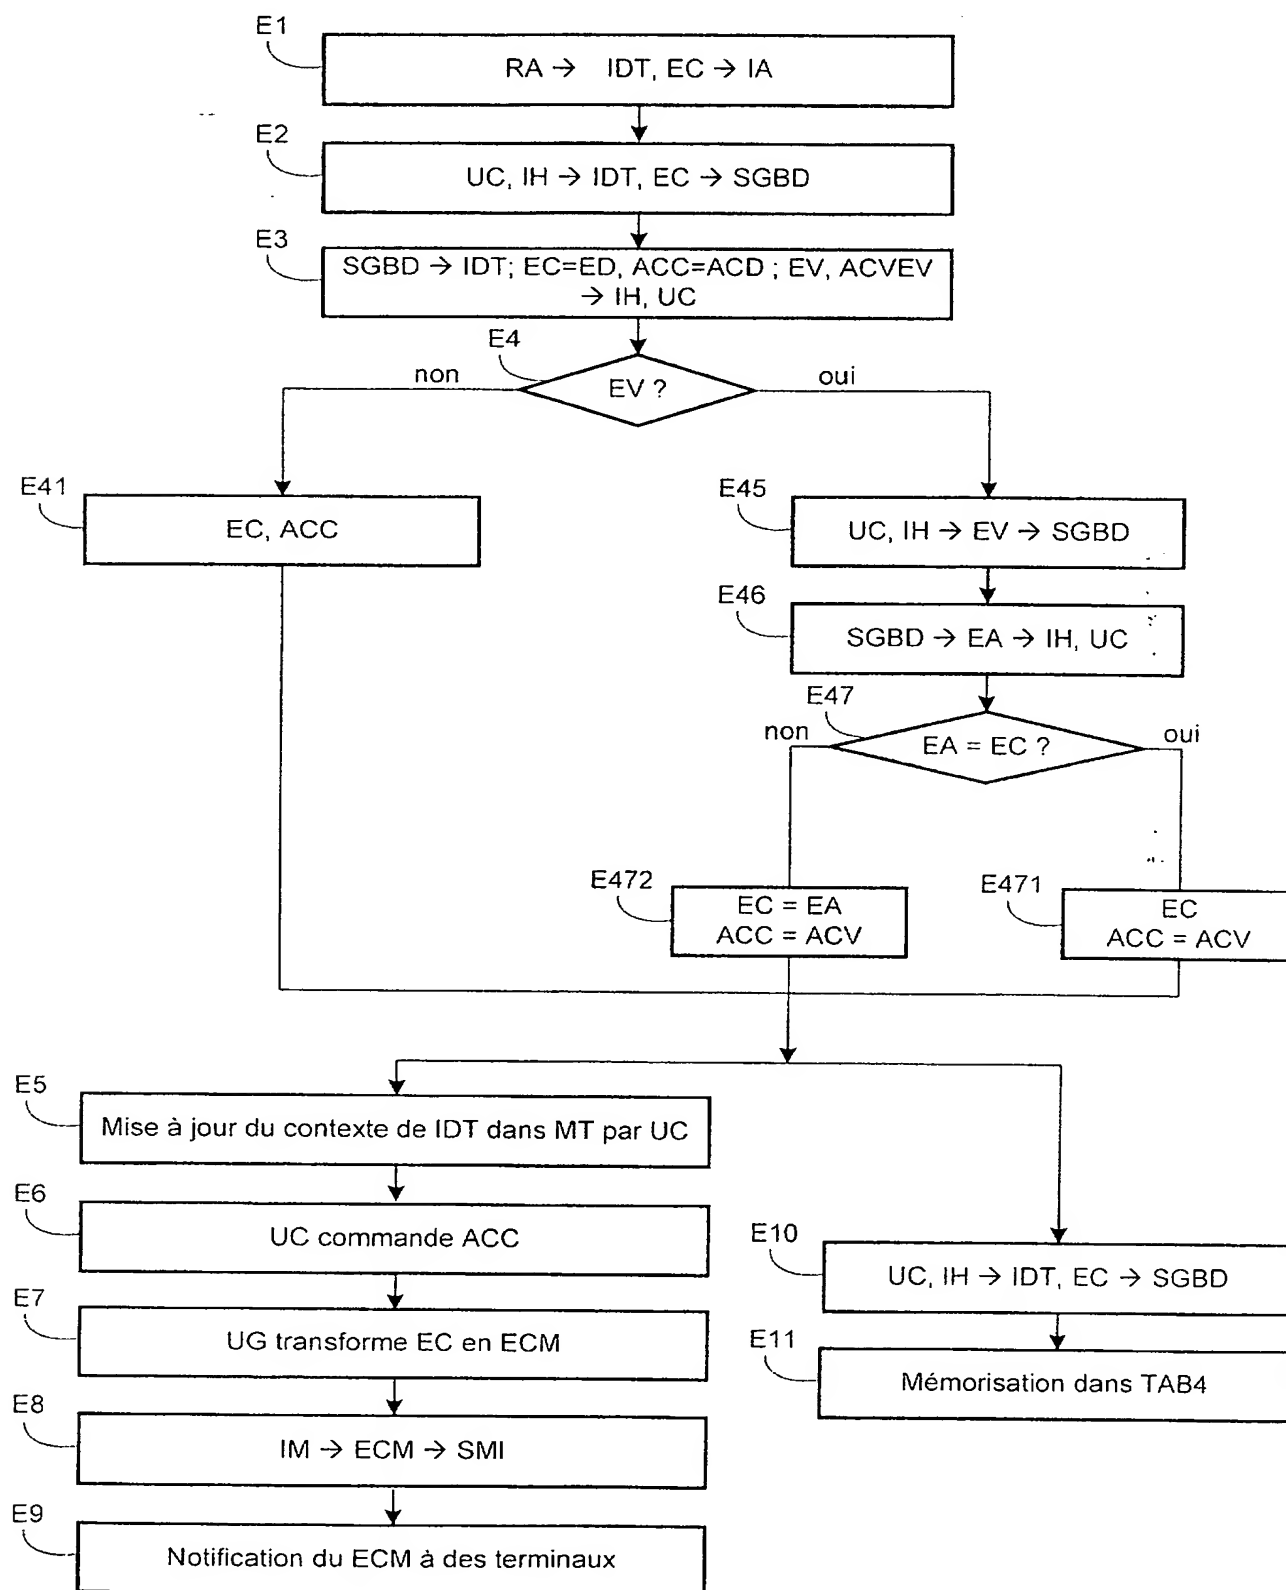 E1
RA → IDT, EC → IA
E2
UC, IH → IDT, EC → SGBD
E3
SGBD → IDT; EC=ED, ACC=ACD ; EV, ACVEV
→ IH, UC
E4
non
EV ?
oui
E41
EC, ACC
E45
UC, IH → EV → SGBD
E46
SGBD → EA → IH, UC
E47
non
EA = EC ?
oui
E472
EC = EA
ACC = ACV
E471
EC
ACC = ACV
E5
Mise à jour du contexte de IDT dans MT par UC
E6
UC commande ACC
E10
UC, IH → IDT, EC → SGBD
E7
UG transforme EC en ECM
E11
Mémorisation dans TAB4
E8
IM → ECM → SMI
E9
Notification du ECM à des terminaux